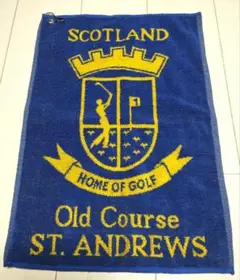 SCOTLAND
HOME OF GOLF
Old Course
ST. ANDREWS